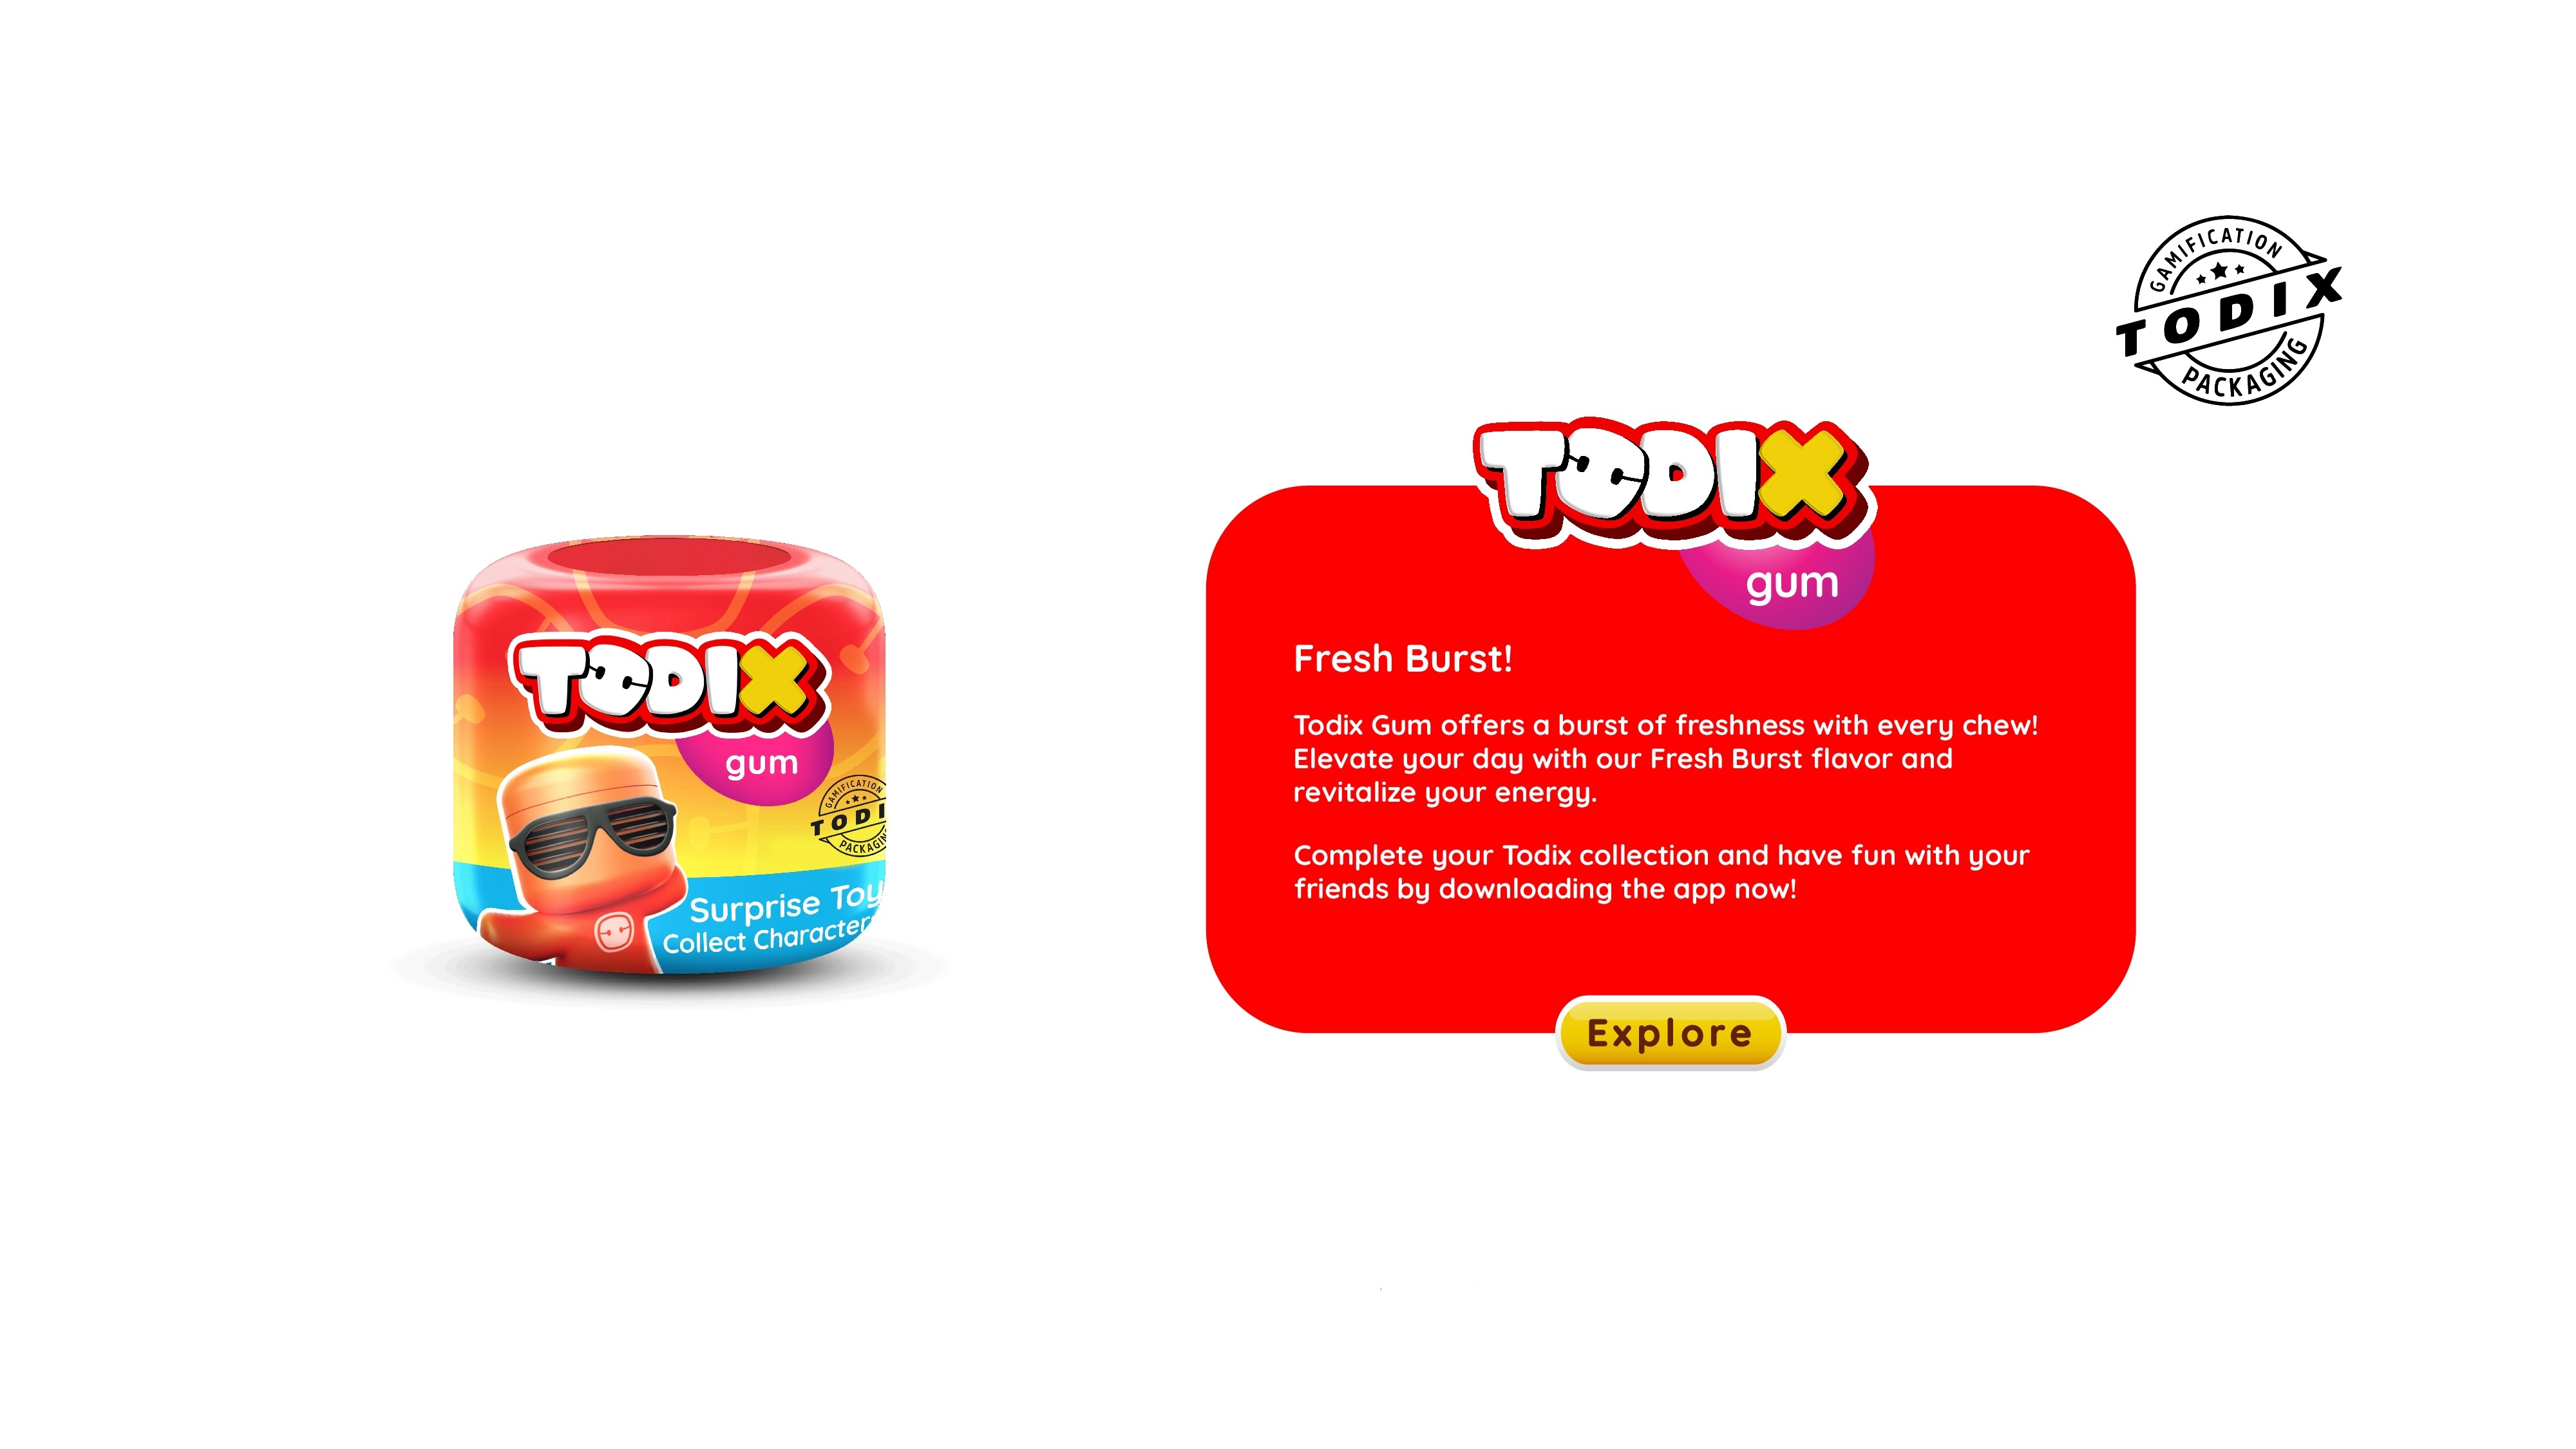 TODIX
gum
GAMIFICATION
TODI
PACKAGING
Surprise Toy
Collect Character
GAMIFICATION
TODIX
PACKAGING
TODIX
gum
Fresh Burst!
Todix Gum offers a burst of freshness with every chew!
Elevate your day with our Fresh Burst flavor and
revitalize your energy.
Complete your Todix collection and have fun with your
friends by downloading the app now!
Explore